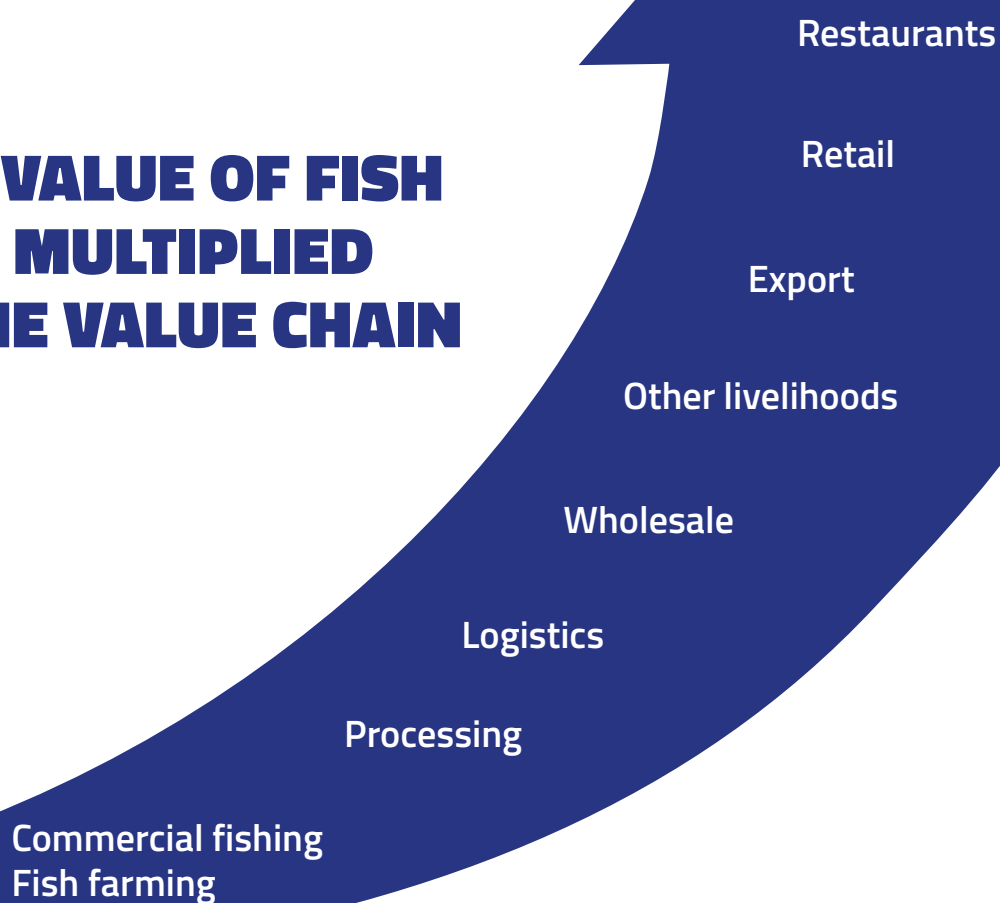 VALUE OF FISH
MULTIPLIED
VALUE CHAIN
Restaurants
Retail
Export
Other livelihoods
Wholesale
Logistics
Processing
Commercial fishing
Fish farming